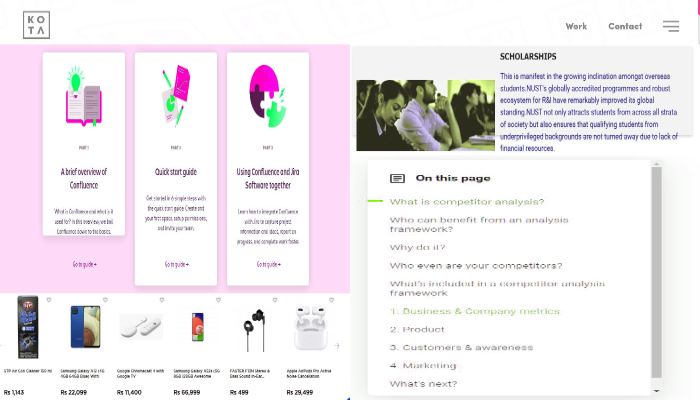 KO
TA
Work
Contact
PART 1
A brief overview of
Confluence
What is Confluence and what is it
used for? In this overview, we boil
Confluence down to the basics.
Go to guide
PART 2
Quick start guide
Get started in 6 simple steps with
the quick start guide. Create and
your first space, setup permissions,
and invite your team.
Go to guide
PART 3
Using Confluence and Jira
Software together
Learn how to integrate Confluence
with Jira to capture project
information and ideas, report on
progress, and complete work faster.
Go to guide
SCHOLARSHIPS
This is manifest in the growing inclination amongst overseas
students.NUST's globally accredited programmes and robust
ecosystem for R&I have remarkably improved its global
standing.NUST not only attracts students from across all strata
of society but also ensures that qualifying students from
underprivileged backgrounds are not turned away due to lack of
financial resources.
On this page
What is competitor analysis?
Who can benefit from an analysis
framework?
Why do it?
Who even are your competitors?
What's included in a competitor analysis
framework
1. Business & Company metrics
2. Product
3. Customers & awareness
4. Marketing
What's next?
STP Air Con Cleaner
Rs 1,143
Samsung Galaxy A12
4GB 64GB Blue) With
Rs 22,099
Google Chromecast 4 with
Google TV
Rs 11,400
Samsung Galaxy A52s (5G
8GB 128GB Awesome
Rs 66,999
FASTER Stereo &
Bass Sound In-Ear...
Rs 499
Apple AirPods Pro Active
Noise Cancellation
Rs 29,499